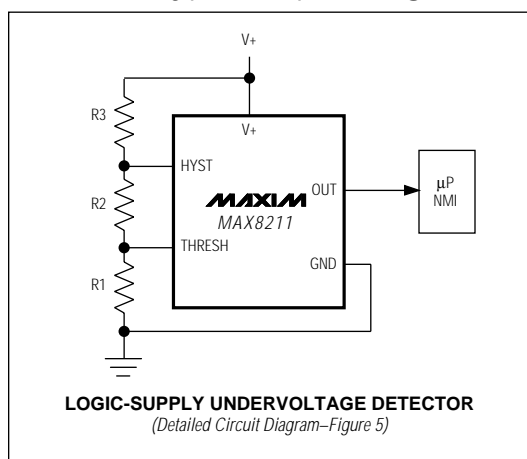 V+
R3
V+
HYST
R2
MAXIM
OUT
µP
NMI
MAX8211
THRESH
GND
R1
LOGIC-SUPPLY UNDERVOLTAGE DETECTOR
(Detailed Circuit Diagram–Figure 5)